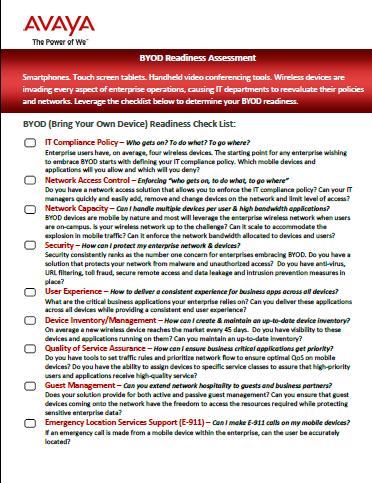 AVAYA
The Power of We™
BYOD Readiness Assessment
Smartphones. Touch screen tablets. Handheld video conferencing tools. Wireless devices are
invading every aspect of enterprise operations, causing IT departments to reevaluate their policies
and networks. Leverage the checklist below to determine your BYOD readiness.
BYOD (Bring Your Own Device) Readiness Check List:
IT Compliance Policy – Who gets on? To do what? To go where?
Enterprise users have, on average, four wireless devices. The starting point for any enterprise wishing
to embrace BYOD starts with defining your IT compliance policy. Which mobile devices and
applications will you allow and which will you deny?
Network Access Control – Enforcing "who gets on, to do what, to go where"
Do you have a network access solution that allows you to enforce the IT compliance policy? Can your IT
managers quickly and easily add, remove and change devices on the network and limit level of access?
Network Capacity – Can I handle multiple devices per user & high bandwidth applications?
BYOD devices are mobile by nature and most will leverage the enterprise wireless network when users
are on-campus. Is your wireless network up to the challenge? Can it scale to accommodate the
explosion in mobile traffic? Can it enforce the network bandwidth allocated to devices and users?
Security – How can I protect my enterprise network & devices?
Security consistently ranks as the number one concern for enterprises embracing BYOD. Do you have a
solution that protects your network from malware and unauthorized access? Do you have anti-virus,
URL filtering, toll fraud, secure remote access and data leakage and intrusion prevention measures in
place?
User Experience – How to deliver a consistent experience for business apps across all devices?
What are the critical business applications your enterprise relies on? Can you deliver these applications
across all devices while providing a consistent end user experience?
Device Inventory/Management – How can I create & maintain an up-to-date device inventory?
On average a new wireless device reaches the market every 45 days. Do you have visibility to these
devices and applications running on them? Can you maintain an up-to-date inventory?
Quality of Service Assurance – How can I ensure business critical applications get priority?
Do you have tools to set traffic rules and prioritize network flow to ensure optimal QoS on mobile
devices? Do you have the ability to assign devices to specific service classes to assure that high-priority
users and applications receive high-quality service?
Guest Management – Can you extend network hospitality to guests and business partners?
Does your solution provide for both active and passive guest management? Can you ensure that guest
devices coming onto the network have the freedom to access the resources required while protecting
sensitive enterprise data?
Emergency Location Services Support (E-911) – Can I make E-911 calls on my mobile devices?
If an emergency call is made from a mobile device within the enterprise, can the user be accurately
located?